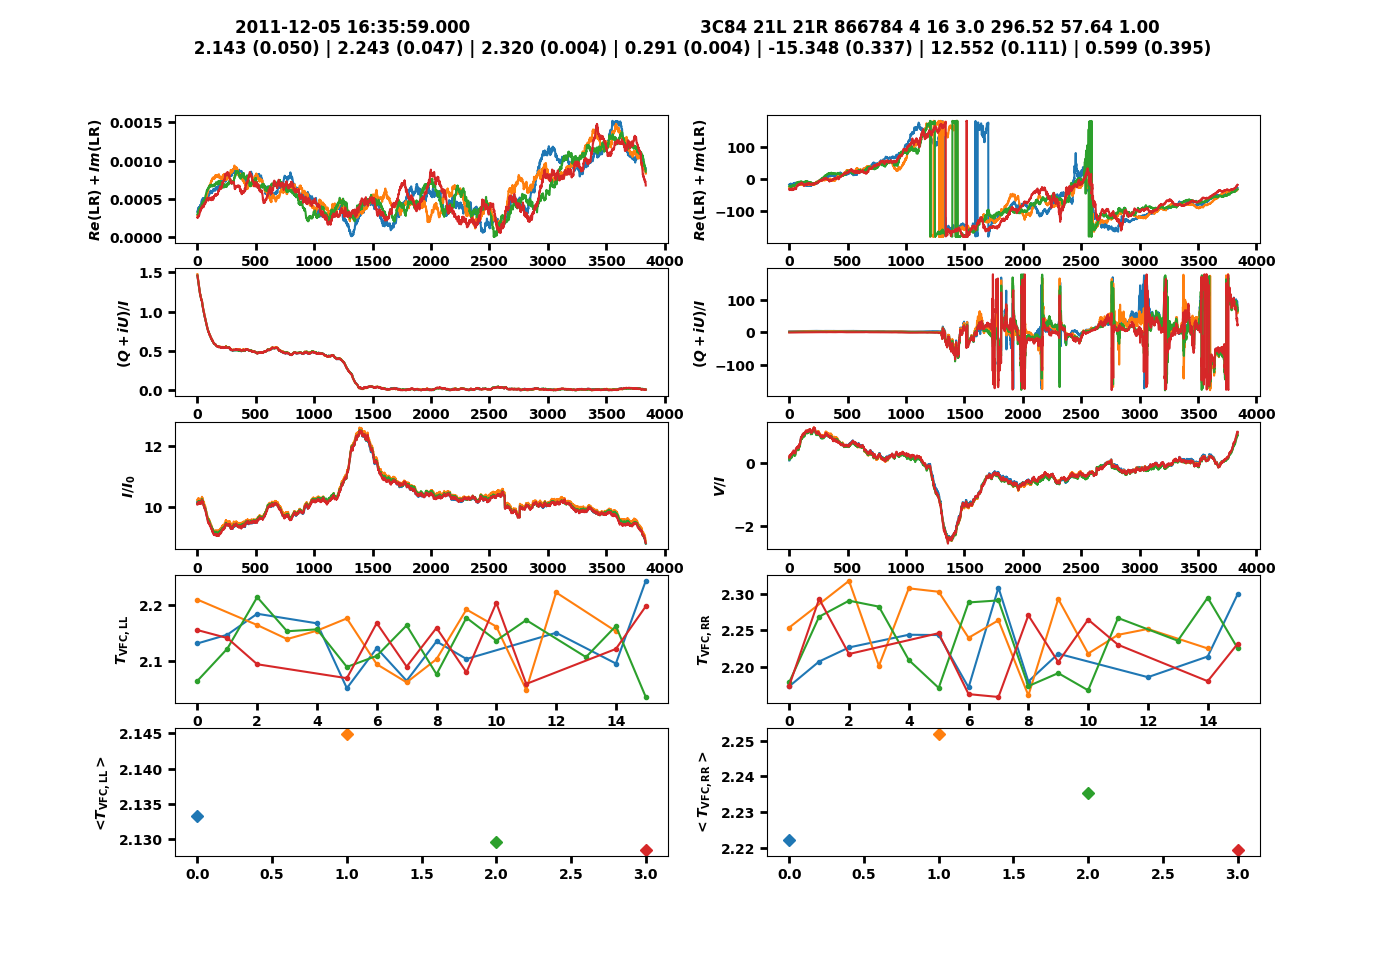 2011-12-05 16:35:59.000 3C84 21L 21R 866784 4 16 3.0 296.52 57.64 1.00
2.143 (0.050) | 2.243 (0.047) | 2.320 (0.004) | 0.291 (0.004) | -15.348 (0.337) | 12.552 (0.111) | 0.599 (0.395)
Re(LR) + Im(LR)
0.0015
0.0010
0.0005
0.0000
0 500 1000 1500 2000 2500 3000 3500 4000
Re(LR) + Im(LR)
100
0
−100
0 500 1000 1500 2000 2500 3000 3500 4000
(Q + iU)/I
1.5
1.0
0.5
0.0
0 500 1000 1500 2000 2500 3000 3500 4000
(Q + iU)/I
100
0
−100
0 500 1000 1500 2000 2500 3000 3500 4000
I/I0
12
10
0 500 1000 1500 2000 2500 3000 3500 4000
V/I
0
−2
0 500 1000 1500 2000 2500 3000 3500 4000
TVFC, LL
2.2
2.1
0 2 4 6 8 10 12 14
TVFC, RR
2.30
2.25
2.20
0 2 4 6 8 10 12 14
<TVFC, LL >
2.145
2.140
2.135
2.130
0.0 0.5 1.0 1.5 2.0 2.5 3.0
< TVFC, RR >
2.25
2.24
2.23
2.22
0.0 0.5 1.0 1.5 2.0 2.5 3.0